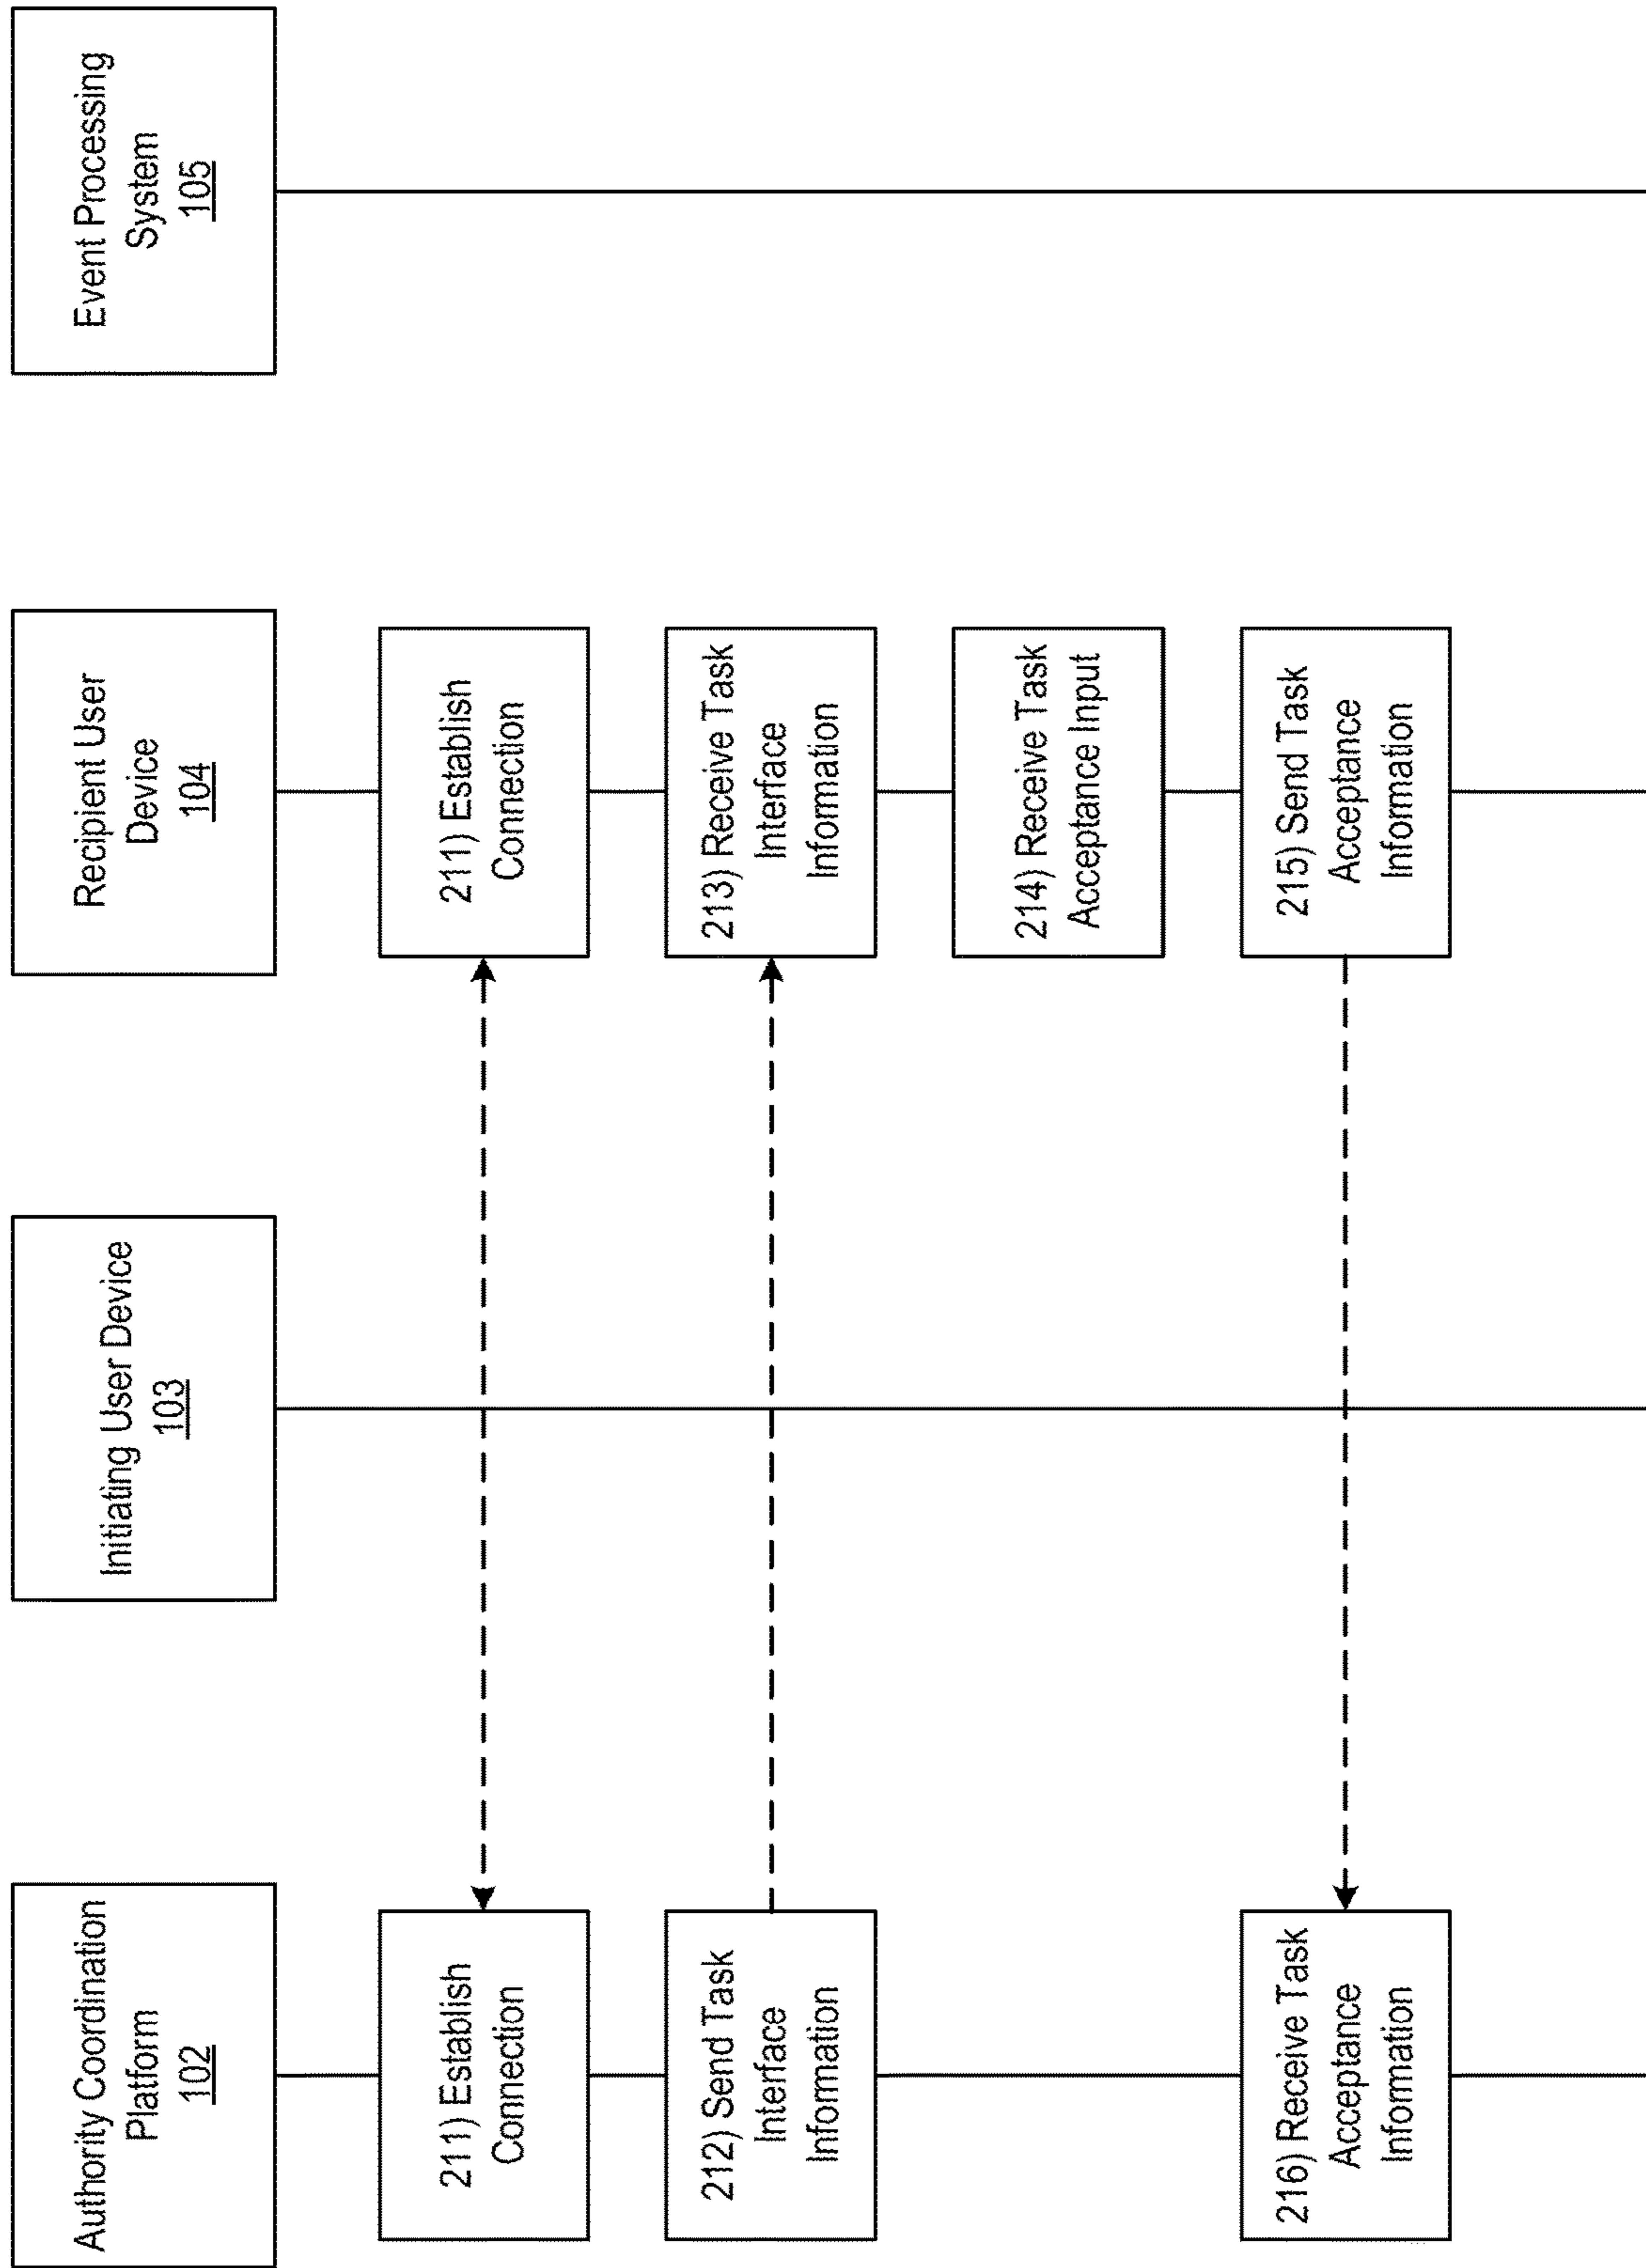 Authority Coordination
Platform
102
Initiating User Device
103
Recipient User
Device
104
Event Processing
System
105
211) Establish
Connection
211) Establish
Connection
212) Send Task
Interface
Information
213) Receive Task
Interface
Information
214) Receive Task
Acceptance Input
216) Receive Task
Acceptance
Information
215) Send Task
Acceptance
Information